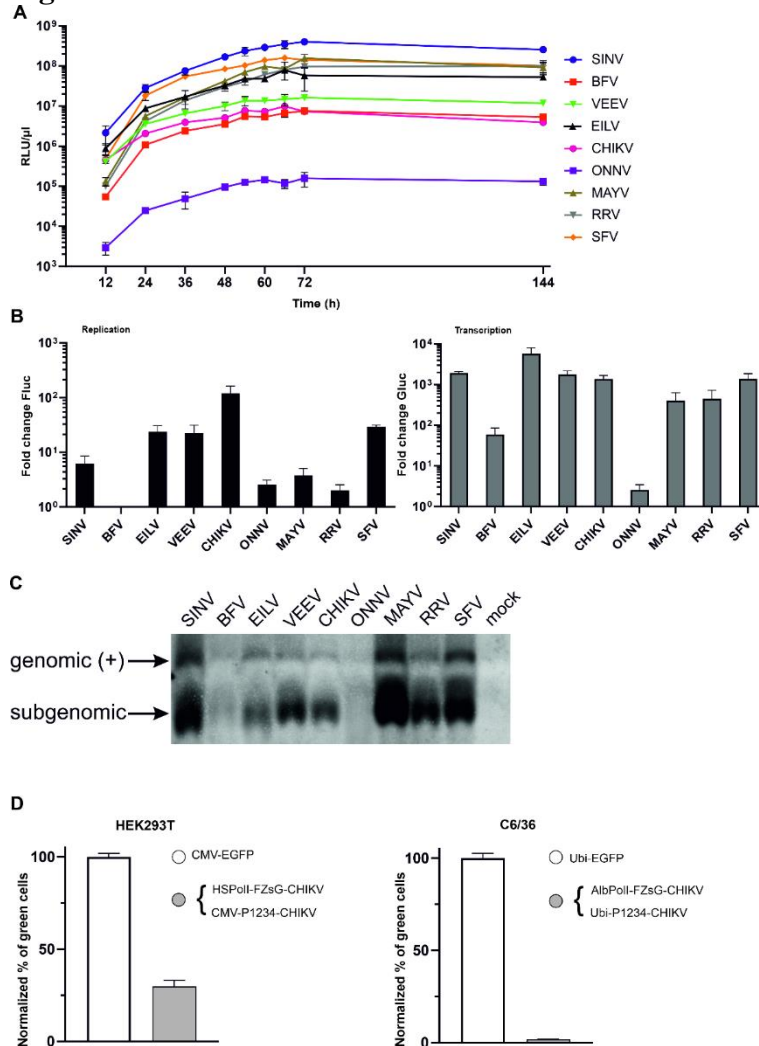 A
10⁹
10⁸
10⁷
10⁶
10⁵
10⁴
10³
RLU/µl
12 24 36 48 60 72 144
Time (h)
SINV
BFV
VEEV
EILV
CHIKV
ONNV
MAYV
RRV
SFV
B
Replication
10³
10²
10¹
10⁰
Fold change Fluc
SINV BFV EILV VEEV CHIKV ONNV MAYV RRV SFV
Transcription
10⁴
10³
10²
10¹
10⁰
Fold change Gluc
SINV BFV EILV VEEV CHIKV ONNV MAYV RRV SFV
C
SINV BFV EILV VEEV CHIKV ONNV MAYV RRV SFV mock
genomic (+)
subgenomic
D
HEK293T
100
50
0
Normalized % of green cells
CMV-EGFP
HSPolI-FZsG-CHIKV
CMV-P1234-CHIKV
C6/36
100
50
0
Normalized % of green cells
Ubi-EGFP
AlbPolI-FZsG-CHIKV
Ubi-P1234-CHIKV